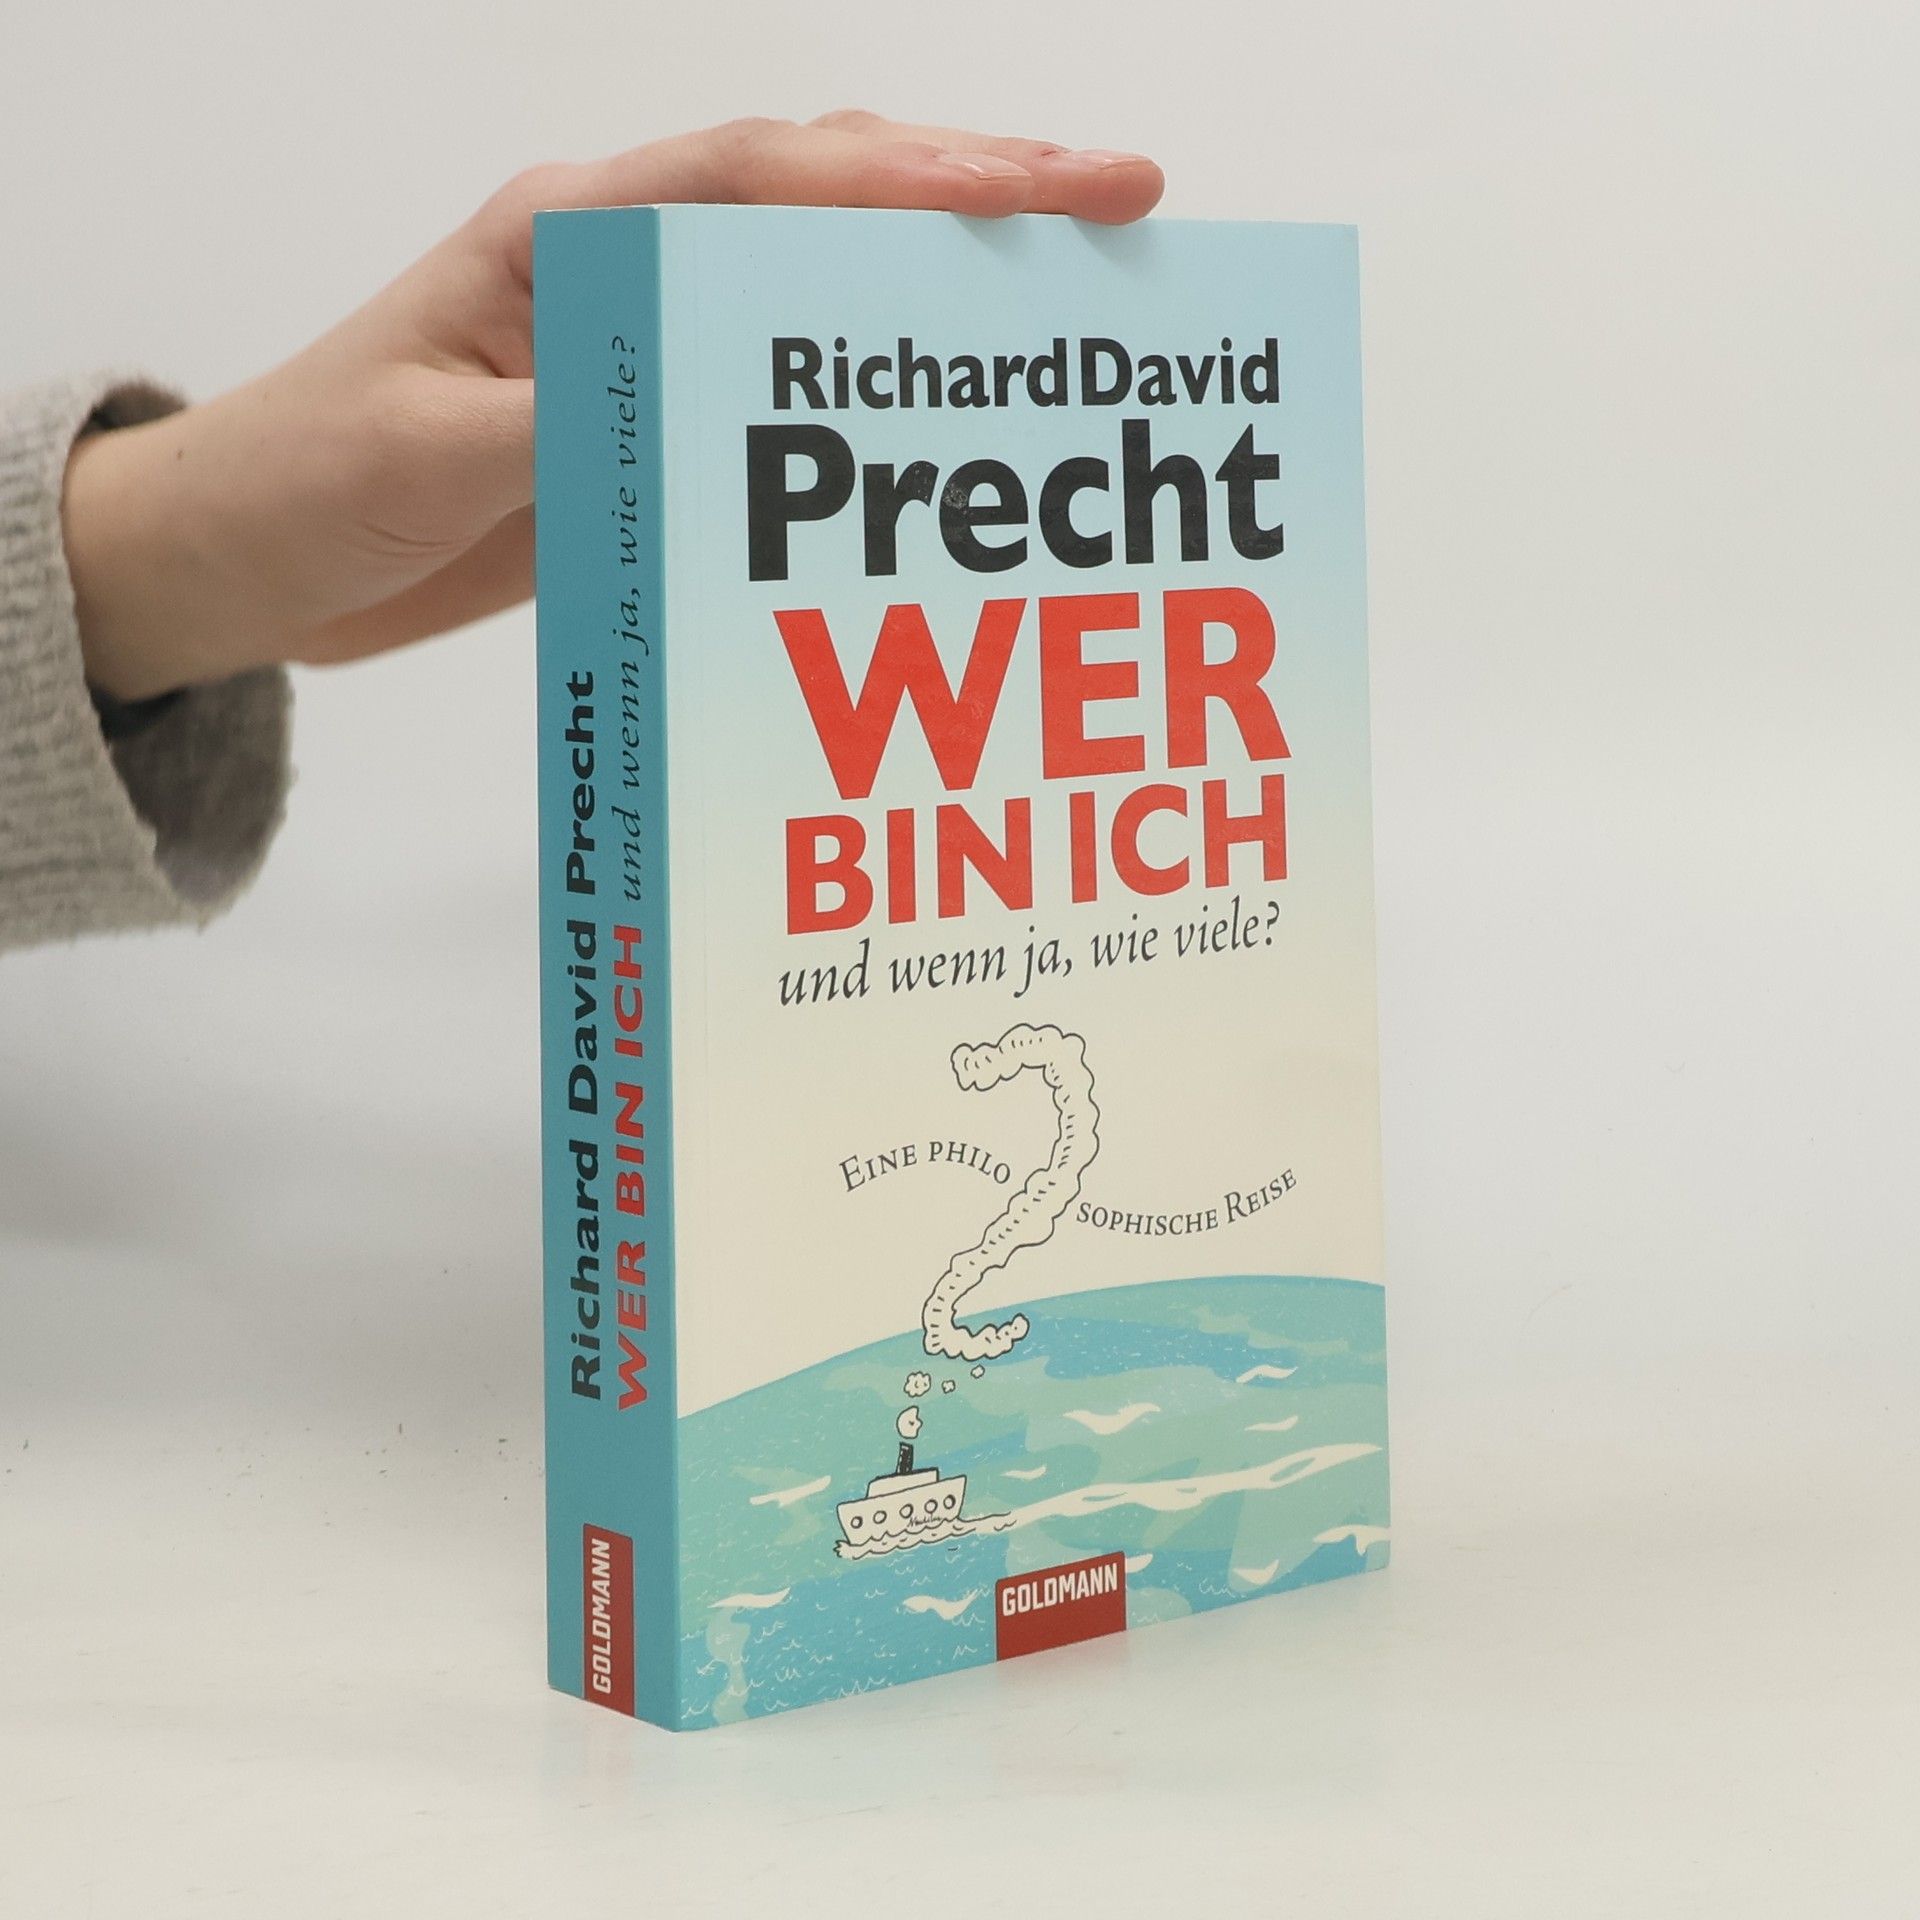 Richard David Precht
WER BIN ICH und wenn ja, wie viele?
GOLDMANN
Richard David
Precht
WER
BIN ICH
und wenn ja, wie viele?
EINE PHILO
SOPHISCHE REISE
GOLDMANN